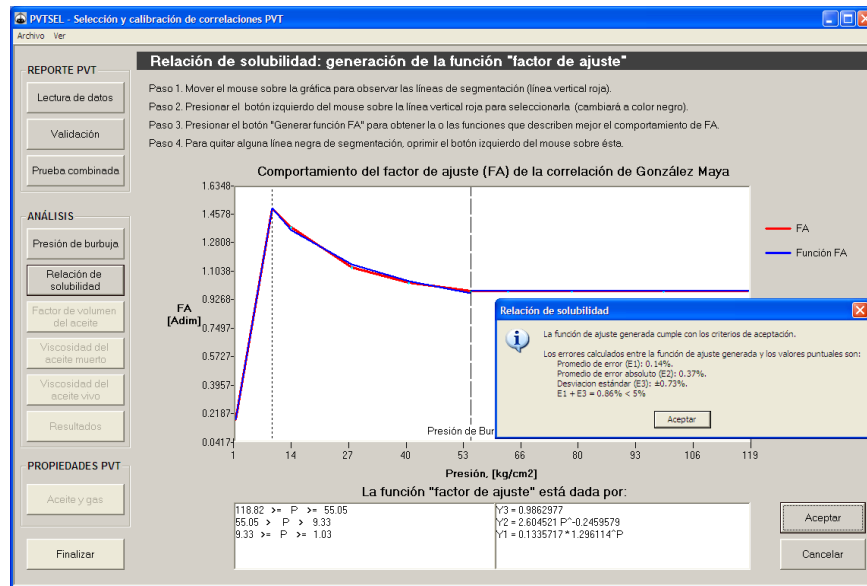 PVTSEL - Selección y calibración de correlaciones PVT
Archivo Ver
REPORTE PVT
Lectura de datos
Validación
Prueba combinada
ANÁLISIS
Presión de burbuja
Relación de
solubilidad
Factor de volumen
del aceite
Viscosidad del
aceite muerto
Viscosidad del
aceite vivo
Resultados
PROPIEDADES PVT
Aceite y gas
Finalizar
Relación de solubilidad: generación de la función "factor de ajuste"
Paso 1. Mover el mouse sobre la gráfica para observar las líneas de segmentación (línea vertical roja).
Paso 2. Presionar el botón izquierdo del mouse sobre la línea vertical roja para seleccionarla (cambiará a color negro).
Paso 3. Presionar el botón "Generar función FA" para obtener la o las funciones que describen mejor el comportamiento de FA.
Paso 4. Para quitar alguna línea negra de segmentación, oprimir el botón izquierdo del mouse sobre ésta.
Comportamiento del factor de ajuste (FA) de la correlación de González Maya
1.6348
1.4578
1.2808
1.1038
0.9268
0.7497
0.5727
0.3957
0.2187
0.0417
FA
[Adim]
1 14 27 40 53 66 80 93 106 119
Presión, [kg/cm2]
Presión de Bur
FA
Función FA
Relación de solubilidad
La función de ajuste generada cumple con los criterios de aceptación.
Los errores calculados entre la función de ajuste generada y los valores puntuales son:
Promedio de error (E1): 0.14%.
Promedio de error absoluto (E2): 0.37%.
Desviacion estándar (E3): ±0.73%.
E1 + E3 = 0.86% < 5%
Aceptar
La función "factor de ajuste" está dada por:
118.82 >= P >= 55.05
55.05 > P > 9.33
9.33 >= P >= 1.03
Y3 = 0.9862977
Y2 = 2.604521 P^-0.2459579
Y1 = 0.1335717*1.296114^P
Aceptar
Cancelar